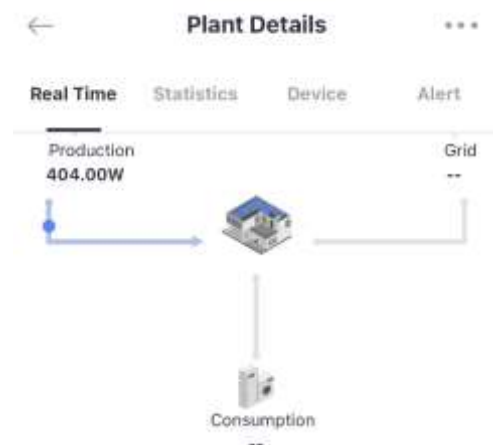 Plant Details
Real Time Statistics Device Alert
Production Grid
404.00W --
Consumption
--